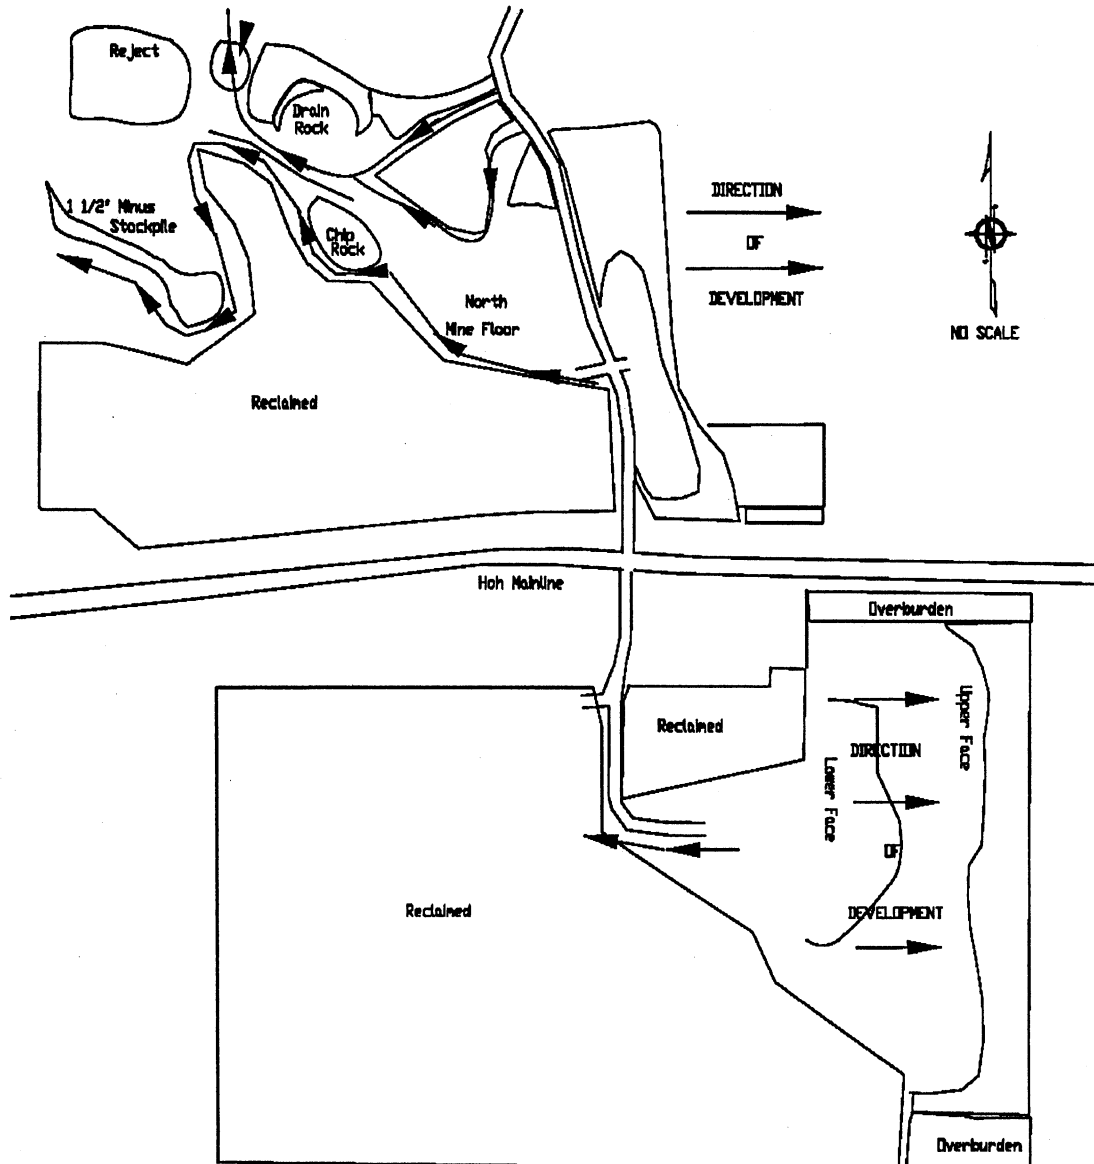 Reject
Drain
Rock
1 1/2" Minus
Stockpile
Chip
Rock
North
Mine Floor
DIRECTION
OF
DEVELOPMENT
NO SCALE
Reclaimed
Hoh Mainline
Overburden
Upper Face
Reclaimed
DIRECTION
Lower Face
OF
Reclaimed
DEVELOPMENT
Overburden